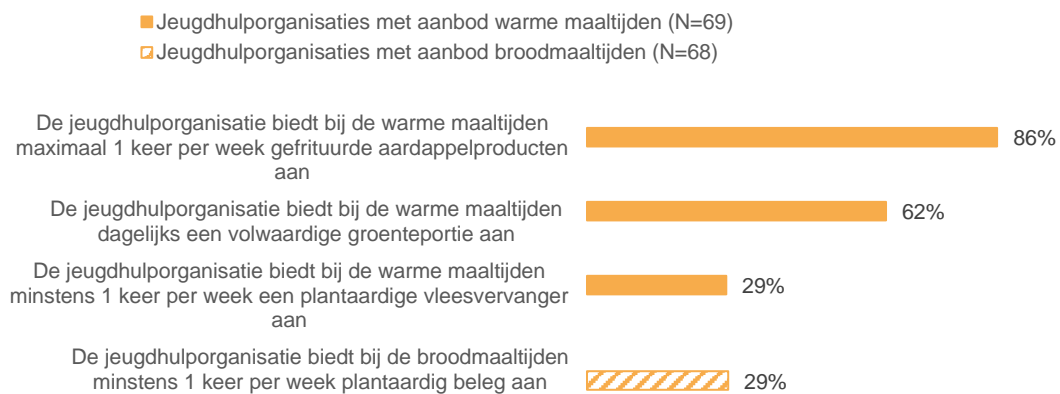 Jeugdhulporganisaties met aanbod warme maaltijden (N=69)
Jeugdhulporganisaties met aanbod broodmaaltijden (N=68)
De jeugdhulporganisatie biedt bij de warme maaltijden
maximaal 1 keer per week gefrituurde aardappelproducten
aan
86%
De jeugdhulporganisatie biedt bij de warme maaltijden
dagelijks een volwaardige groenteportie aan
62%
De jeugdhulporganisatie biedt bij de warme maaltijden
minstens 1 keer per week een plantaardige vleesvervanger
aan
29%
De jeugdhulporganisatie biedt bij de broodmaaltijden
minstens 1 keer per week plantaardig beleg aan
29%